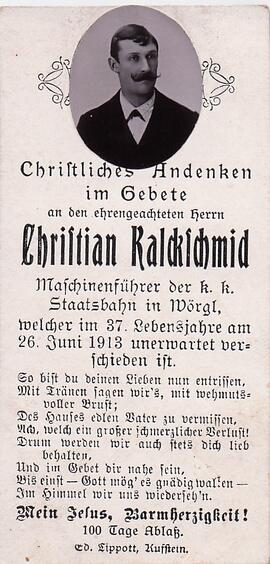 Christliches Andenken
im Gebete
an den ehrengeachteten Herrn
Christian Kalckschmid
Maschinenführer der k. k.
Staatsbahn in Wörgl,
welcher im 37. Lebensjahre am
26. Juni 1913 unerwartet ver-
schieden ist.
So bist du deinen Lieben nun entrissen,
Mit Tränen sagen wir's, mit wehmuts-
voller Brust;
Des Hauses edlen Vater zu vermissen,
Ach, welch ein großer schmerzlicher Verlust!
Drum werden wir auch stets dich lieb
behalten,
Und im Gebet dir nahe sein,
Bis einst — Gott mög' es gnädig walten —
Im Himmel wir uns wiederseh'n.
Mein Jesus, Barmherzigkeit!
100 Tage Ablaß.
Ed. Lippott, Kufstein.